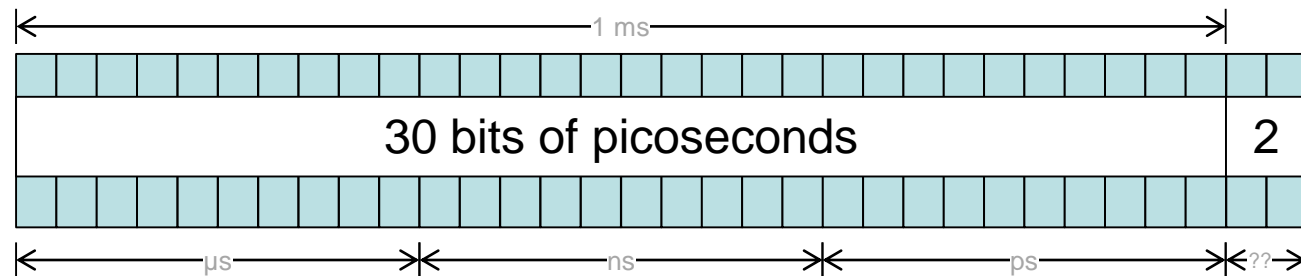 1 ms
30 bits of picoseconds 2
µs ns ps ??